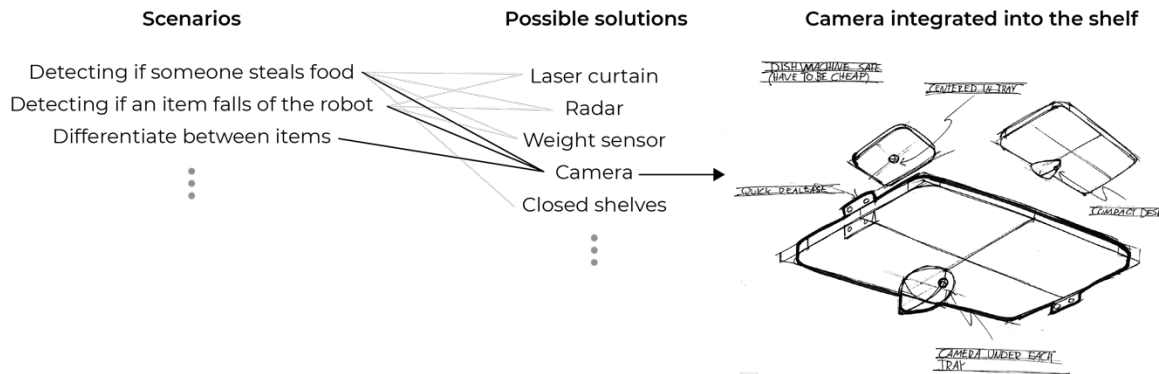 Scenarios
Possible solutions
Camera integrated into the shelf
Detecting if someone steals food
Detecting if an item falls of the robot
Differentiate between items
Laser curtain
Radar
Weight sensor
Camera
Closed shelves
DISH MACHINE SAFE
(HAVE TO BE CHEAP)
CENTERED IN TRAY
QUICK REALEASE
COMPACT DESI
CAMERA UNDER EACH
TRAY